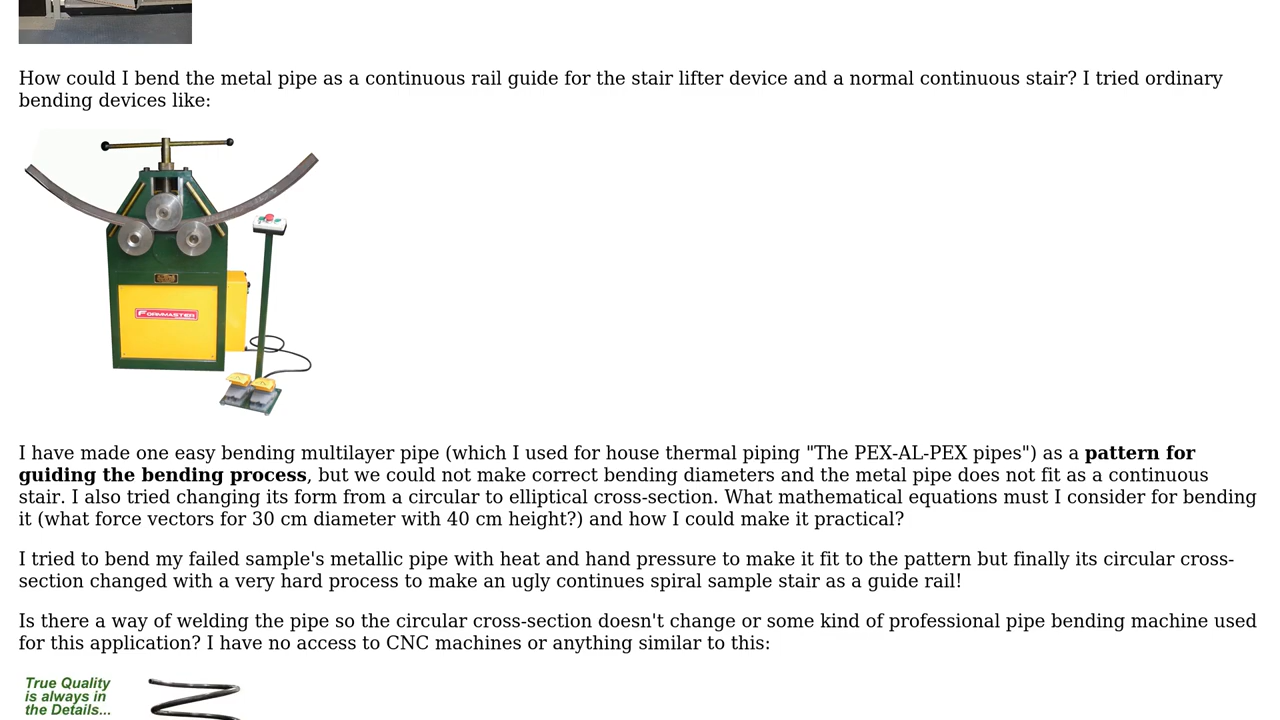 How could I bend the metal pipe as a continuous rail guide for the stair lifter device and a normal continuous stair? I tried ordinary
bending devices like:
FORMMASTER
I have made one easy bending multilayer pipe (which I used for house thermal piping "The PEX-AL-PEX pipes") as a pattern for
guiding the bending process, but we could not make correct bending diameters and the metal pipe does not fit as a continuous
stair. I also tried changing its form from a circular to elliptical cross-section. What mathematical equations must I consider for bending
it (what force vectors for 30 cm diameter with 40 cm height?) and how I could make it practical?
I tried to bend my failed sample's metallic pipe with heat and hand pressure to make it fit to the pattern but finally its circular cross-
section changed with a very hard process to make an ugly continues spiral sample stair as a guide rail!
Is there a way of welding the pipe so the circular cross-section doesn't change or some kind of professional pipe bending machine used
for this application? I have no access to CNC machines or anything similar to this:
True Quality
is always in
the Details...